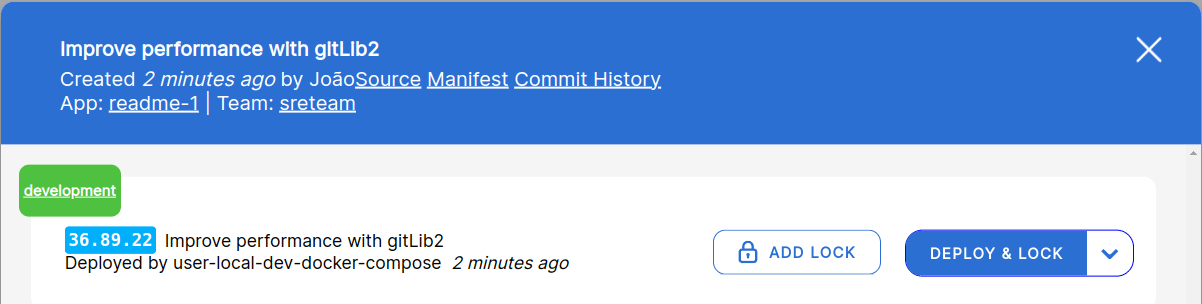 Improve performance with gitLib2
Created 2 minutes ago by JoãoSource Manifest Commit History
App: readme-1 | Team: sreteam
development
36.89.22 Improve performance with gitLib2
Deployed by user-local-dev-docker-compose 2 minutes ago
ADD LOCK
DEPLOY & LOCK